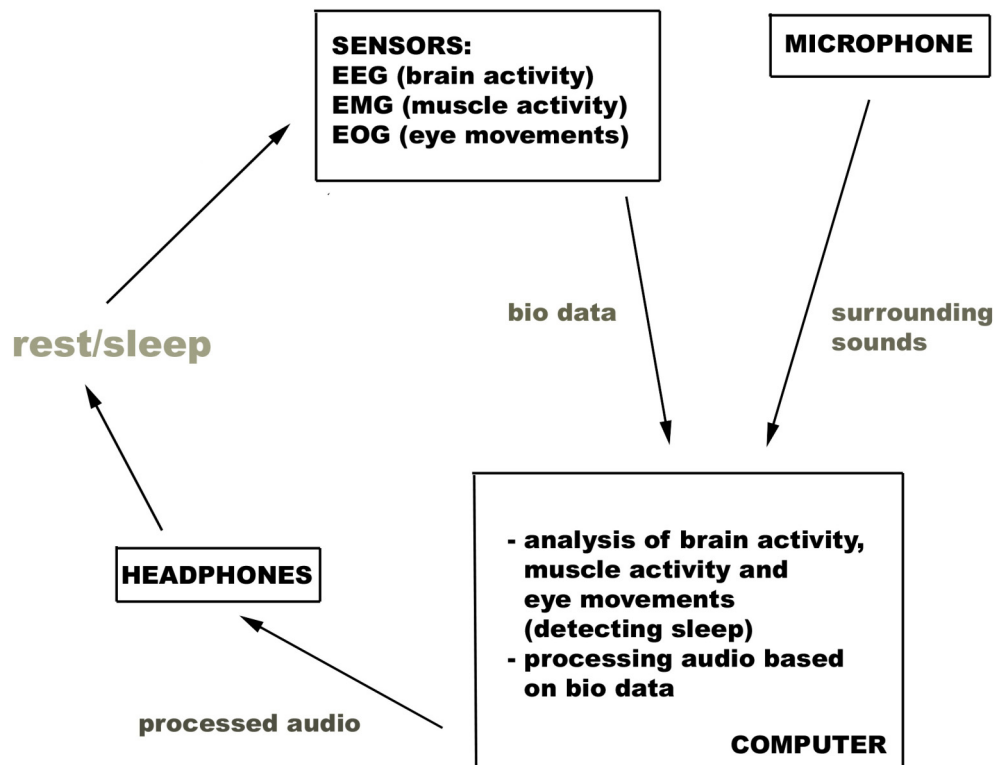 SENSORS:
EEG (brain activity)
EMG (muscle activity)
EOG (eye movements)
MICROPHONE
bio data
surrounding
sounds
rest/sleep
HEADPHONES
- analysis of brain activity,
muscle activity and
eye movements
(detecting sleep)
- processing audio based
on bio data
processed audio
COMPUTER